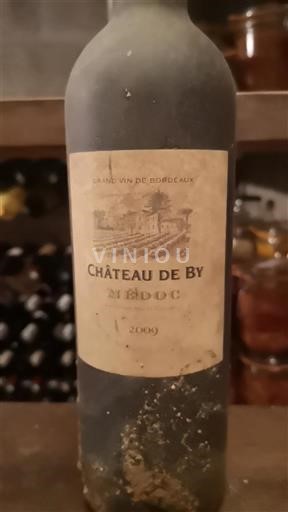 GRAND VIN DE BORDEAUX
VINIOU
CHÂTEAU DE BY
MÉDOC
2009